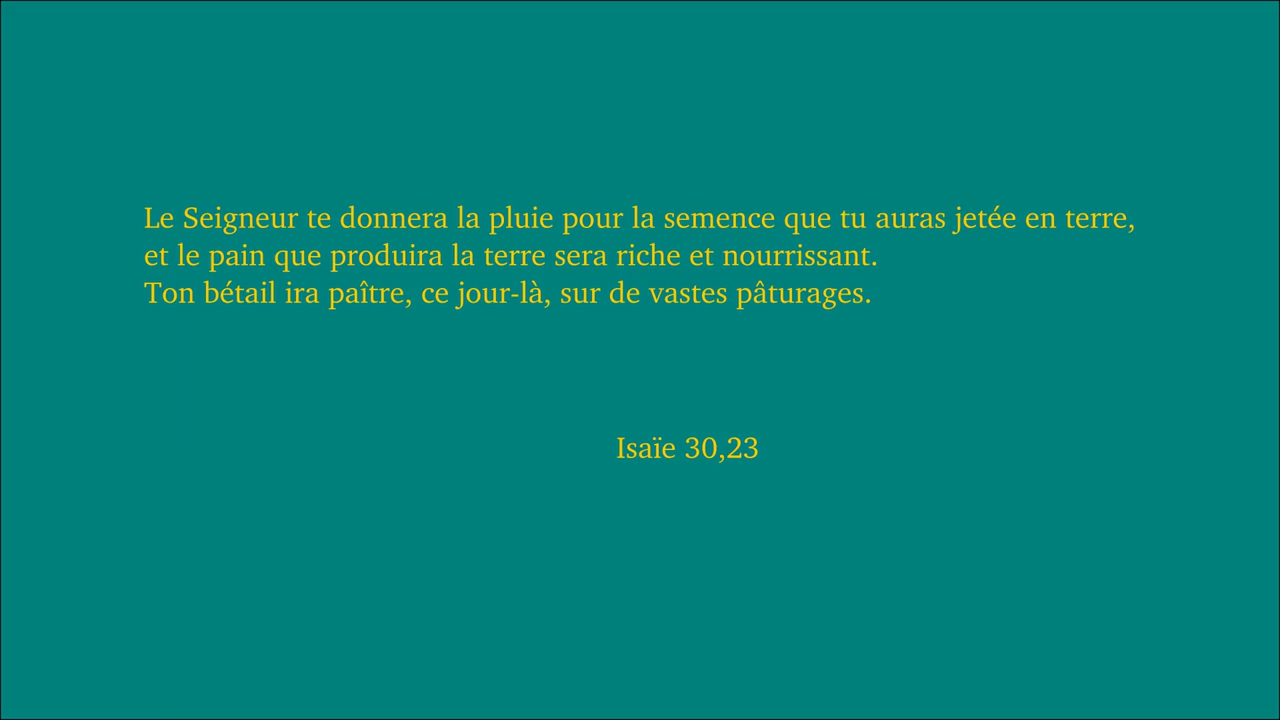 Le Seigneur te donnera la pluie pour la semence que tu auras jetée en terre,
et le pain que produira la terre sera riche et nourrissant.
Ton bétail ira paître, ce jour-là, sur de vastes pâturages.
Isaïe 30,23